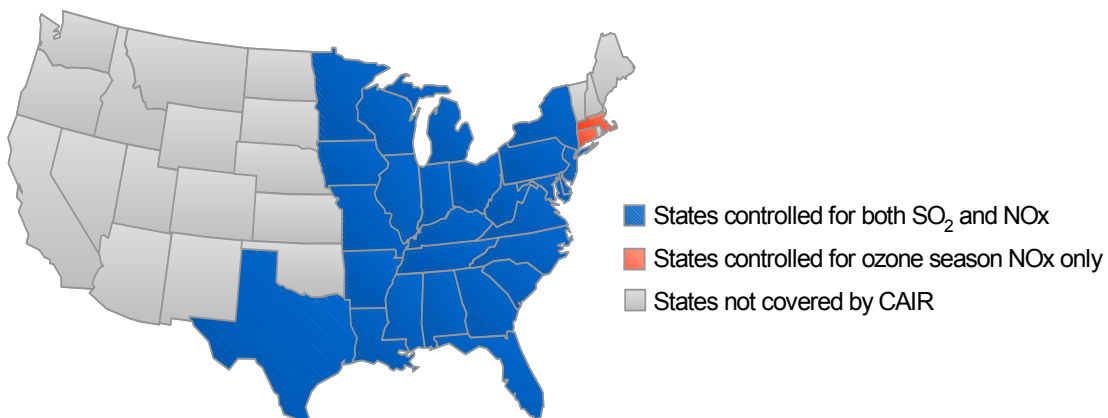 States controlled for both SO2 and NOx
States controlled for ozone season NOx only
States not covered by CAIR